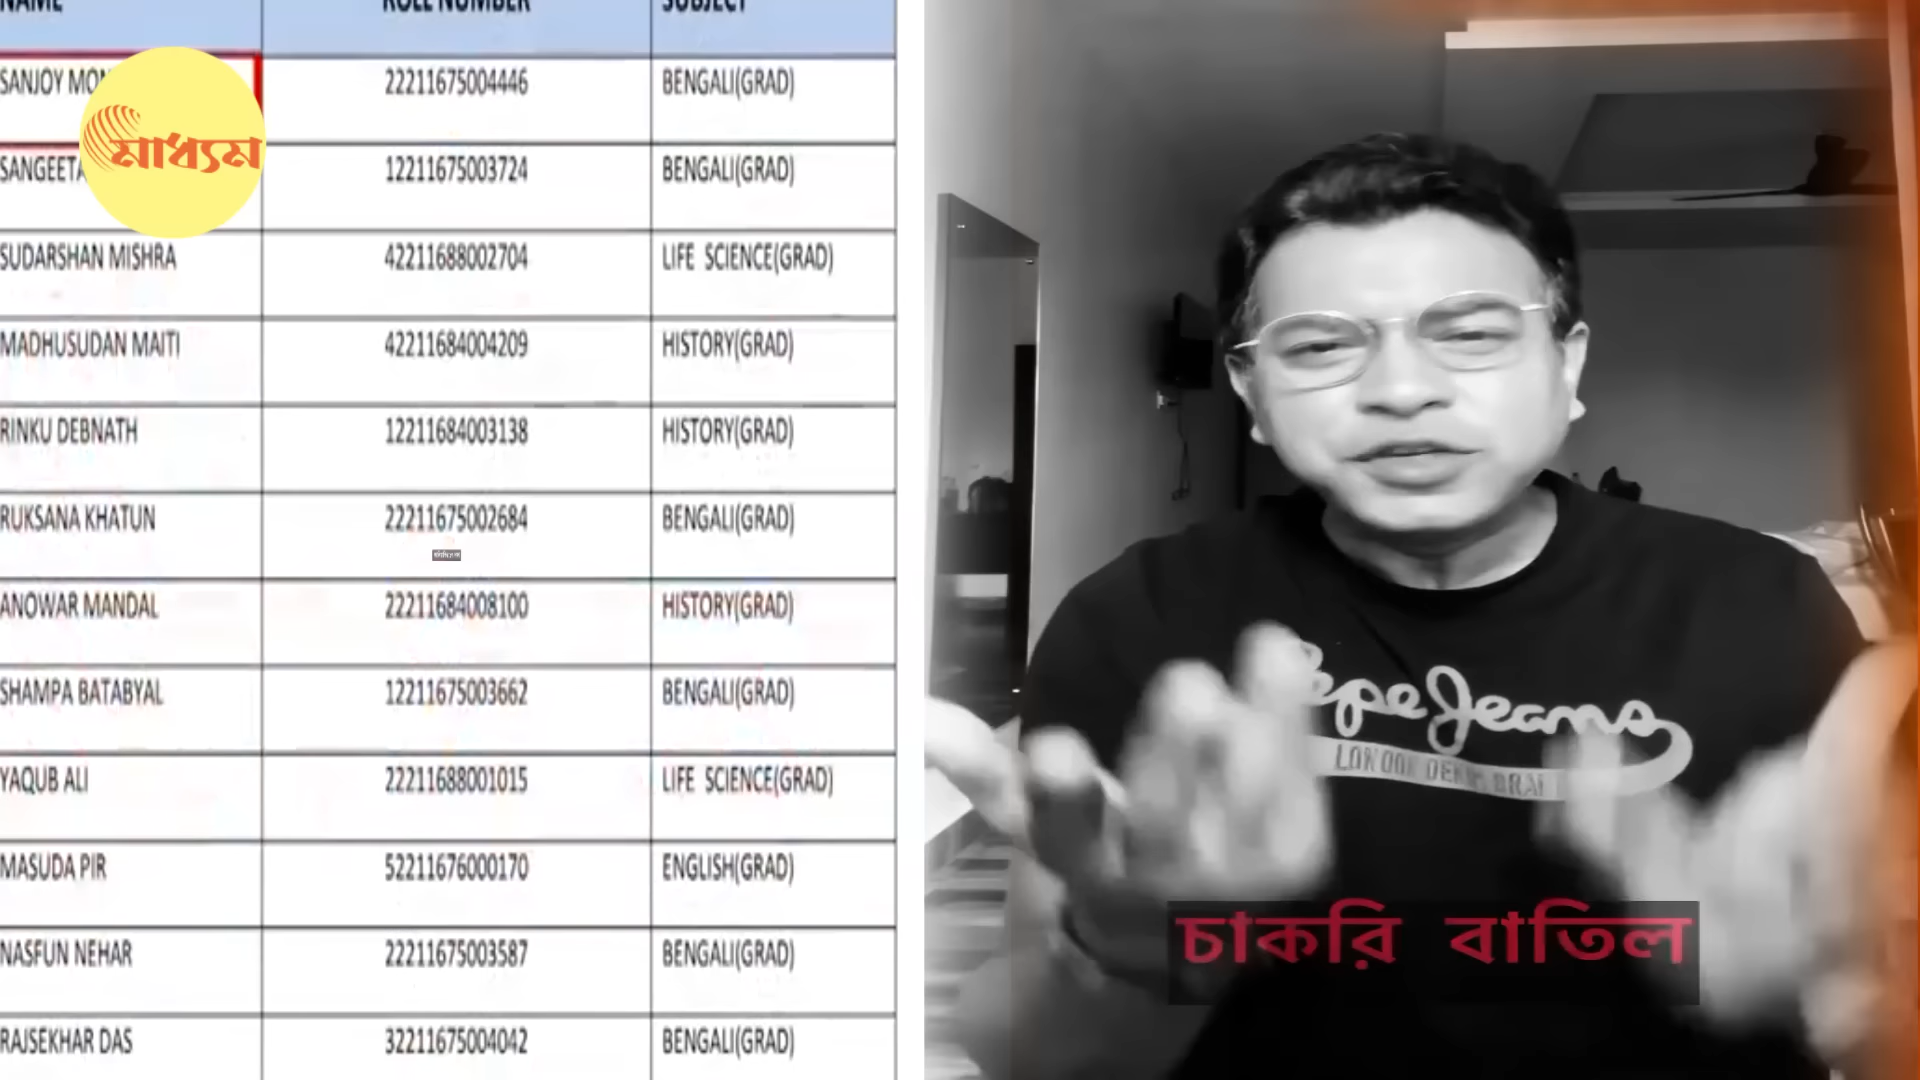 NAME ROLL NUMBER SUBJECT
SANJOY 22211675004446 BENGALI(GRAD)
মাধ্যম
SANGEETA 12211675003724 BENGALI(GRAD)
SUDARSHAN MISHRA 42211688002704 LIFE SCIENCE(GRAD)
MADHUSUDAN MAITI 42211684004209 HISTORY(GRAD)
RINKU DEBNATH 12211684003138 HISTORY(GRAD)
RUKSANA KHATUN 22211675002684 BENGALI(GRAD)
ANOWAR MANDAL 22211684008100 HISTORY(GRAD)
SHAMPA BATABYAL 12211675003662 BENGALI(GRAD)
YAQUB ALI 22211688001015 LIFE SCIENCE(GRAD)
MASUDA PIR 52211676000170 ENGLISH(GRAD)
NASFUN NEHAR 22211675003587 BENGALI(GRAD)
RAJSEKHAR DAS 32211675004042 BENGALI(GRAD)
Pepe Jeans
LONDON
চাকরি বাতিল